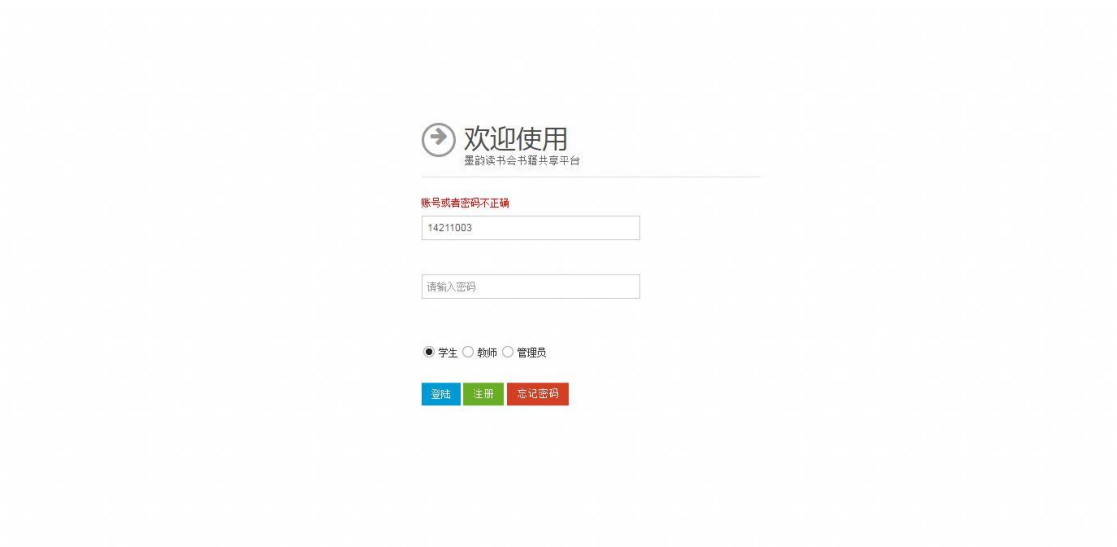 欢迎使用
墨韵读书会书籍共享平台
账号或者密码不正确
14211003
请输入密码
学生 教师 管理员
登陆 注册 忘记密码